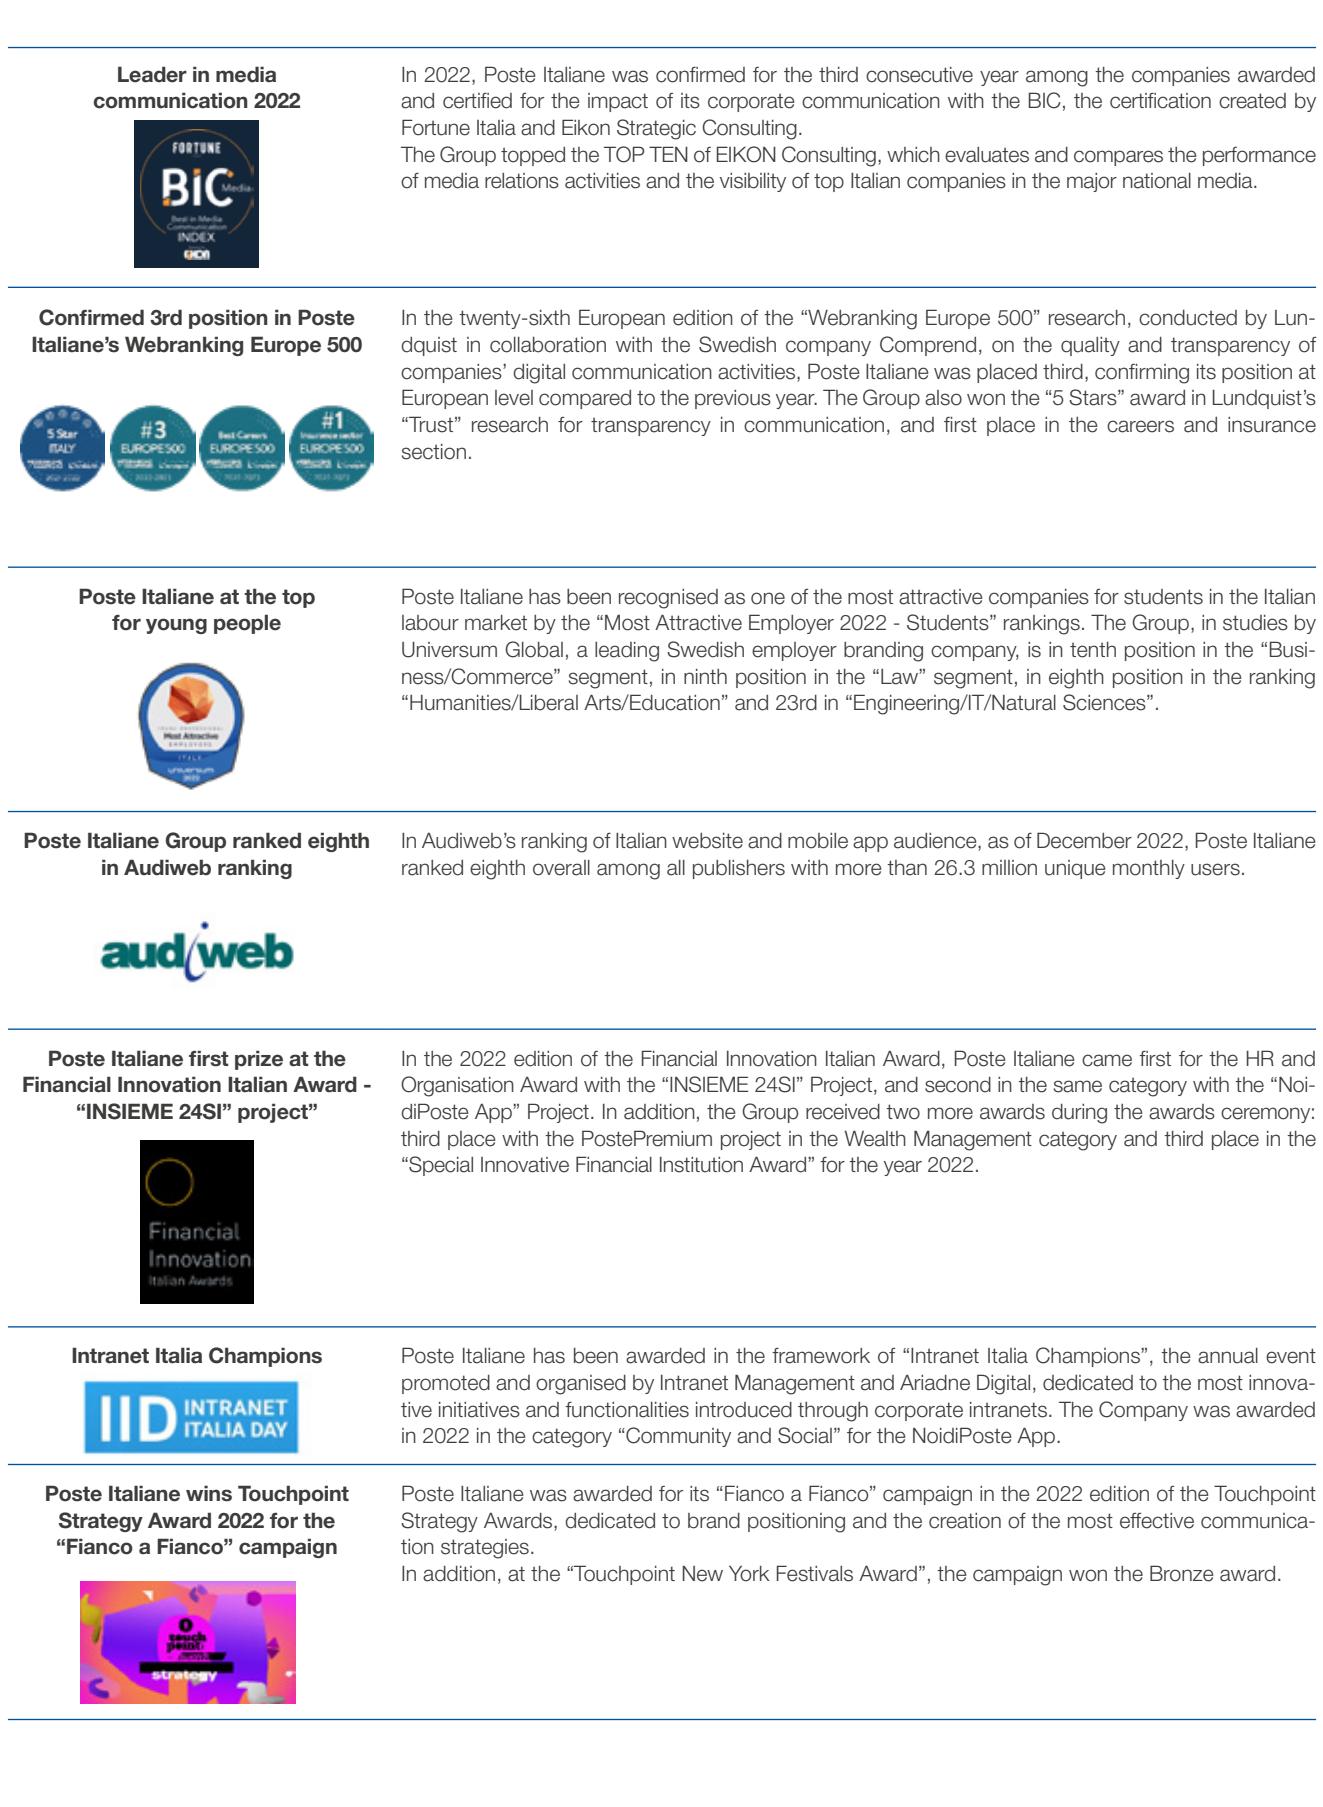 Leader in media
communication 2022
FORTUNE
BiC Media
Best in Media
Communication
INDEX
In 2022, Poste Italiane was confirmed for the third consecutive year among the companies awarded
and certified for the impact of its corporate communication with the BIC, the certification created by
Fortune Italia and Eikon Strategic Consulting.
The Group topped the TOP TEN of EIKON Consulting, which evaluates and compares the performance
of media relations activities and the visibility of top Italian companies in the major national media.
Confirmed 3rd position in Poste
Italiane’s Webranking Europe 500
5 Star
ITALY
#3
EUROPE 500
Best Careers
EUROPE 500
#1
Insurance sector
EUROPE 500
In the twenty-sixth European edition of the “Webranking Europe 500” research, conducted by Lun-
dquist in collaboration with the Swedish company Comprend, on the quality and transparency of
companies’ digital communication activities, Poste Italiane was placed third, confirming its position at
European level compared to the previous year. The Group also won the “5 Stars” award in Lundquist’s
“Trust” research for transparency in communication, and first place in the careers and insurance
section.
Poste Italiane at the top
for young people
Most Attractive
EMPLOYERS
ITALY
universum
2022
Poste Italiane has been recognised as one of the most attractive companies for students in the Italian
labour market by the “Most Attractive Employer 2022 - Students” rankings. The Group, in studies by
Universum Global, a leading Swedish employer branding company, is in tenth position in the “Busi-
ness/Commerce” segment, in ninth position in the “Law” segment, in eighth position in the ranking
“Humanities/Liberal Arts/Education” and 23rd in “Engineering/IT/Natural Sciences”.
Poste Italiane Group ranked eighth
in Audiweb ranking
audiweb
In Audiweb’s ranking of Italian website and mobile app audience, as of December 2022, Poste Italiane
ranked eighth overall among all publishers with more than 26.3 million unique monthly users.
Poste Italiane first prize at the
Financial Innovation Italian Award -
“INSIEME 24SI” project”
Financial
Innovation
Italian Awards
In the 2022 edition of the Financial Innovation Italian Award, Poste Italiane came first for the HR and
Organisation Award with the “INSIEME 24SI” Project, and second in the same category with the “Noi-
diPoste App” Project. In addition, the Group received two more awards during the awards ceremony:
third place with the PostePremium project in the Wealth Management category and third place in the
“Special Innovative Financial Institution Award” for the year 2022.
Intranet Italia Champions
IID INTRANET
ITALIA DAY
Poste Italiane has been awarded in the framework of “Intranet Italia Champions”, the annual event
promoted and organised by Intranet Management and Ariadne Digital, dedicated to the most innova-
tive initiatives and functionalities introduced through corporate intranets. The Company was awarded
in 2022 in the category “Community and Social” for the NoidiPoste App.
Poste Italiane wins Touchpoint
Strategy Award 2022 for the
“Fianco a Fianco” campaign
touch
point
strategy
Poste Italiane was awarded for its “Fianco a Fianco” campaign in the 2022 edition of the Touchpoint
Strategy Awards, dedicated to brand positioning and the creation of the most effective communica-
tion strategies.
In addition, at the “Touchpoint New York Festivals Award”, the campaign won the Bronze award.